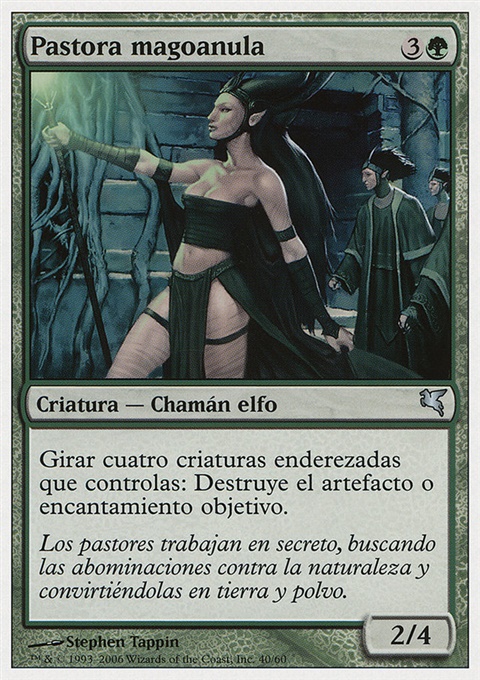 Pastora magoanula
3
Criatura — Chamán elfo
Girar cuatro criaturas enderezadas
que controlas: Destruye el artefacto o
encantamiento objetivo.
Los pastores trabajan en secreto, buscando
las abominaciones contra la naturaleza y
convirtiéndolas en tierra y polvo.
Stephen Tappin
2/4
™ & © 1993–2006 Wizards of the Coast, Inc. 40/60